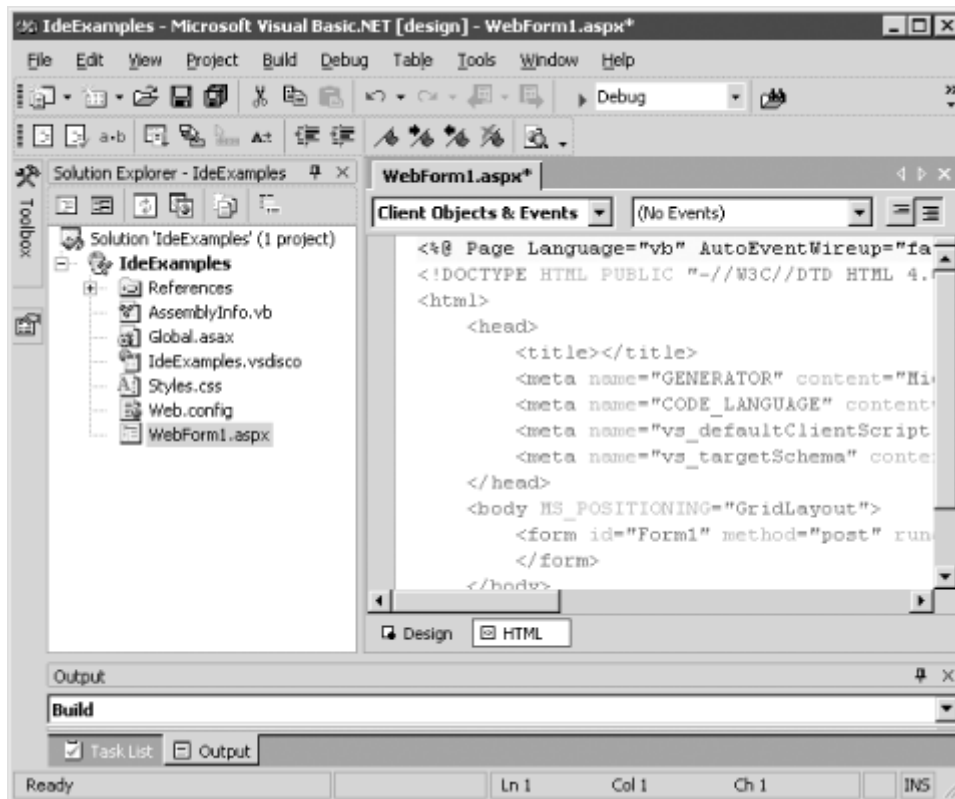 IdeExamples - Microsoft Visual Basic.NET [design] - WebForm1.aspx*
File Edit View Project Build Debug Table Tools Window Help
Debug
a-b
A±
Toolbox
Solution Explorer - IdeExamples
Solution 'IdeExamples' (1 project)
IdeExamples
References
AssemblyInfo.vb
Global.asax
IdeExamples.vsdisco
Styles.css
Web.config
WebForm1.aspx
WebForm1.aspx*
Client Objects & Events (No Events)
<%@ Page Language="vb" AutoEventWireup="fa
<!DOCTYPE HTML PUBLIC "-//W3C//DTD HTML 4.
<html>
<head>
<title></title>
<meta name="GENERATOR" content="Mi
<meta name="CODE_LANGUAGE" content
<meta name="vs_defaultClientScript
<meta name="vs_targetSchema" conte
</head>
<body MS_POSITIONING="GridLayout">
<form id="Form1" method="post" run
</form>
</body>
Design HTML
Output
Build
Task List Output
Ready Ln 1 Col 1 Ch 1 INS